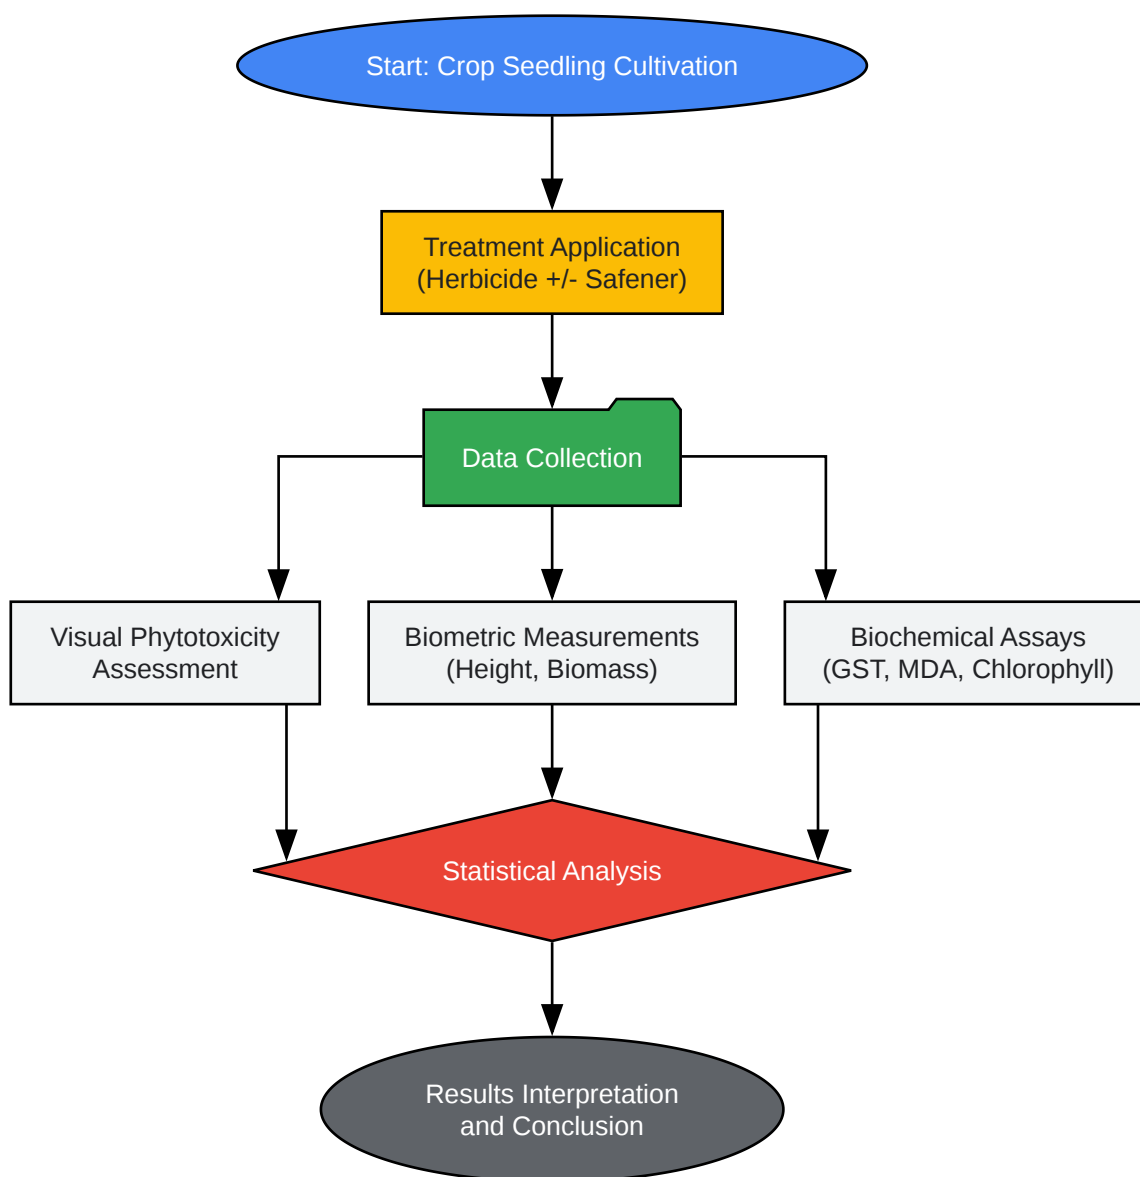 Start: Crop Seedling Cultivation
Treatment Application
(Herbicide +/- Safener)
Data Collection
Visual Phytotoxicity
Assessment
Biometric Measurements
(Height, Biomass)
Biochemical Assays
(GST, MDA, Chlorophyll)
Statistical Analysis
Results Interpretation
and Conclusion